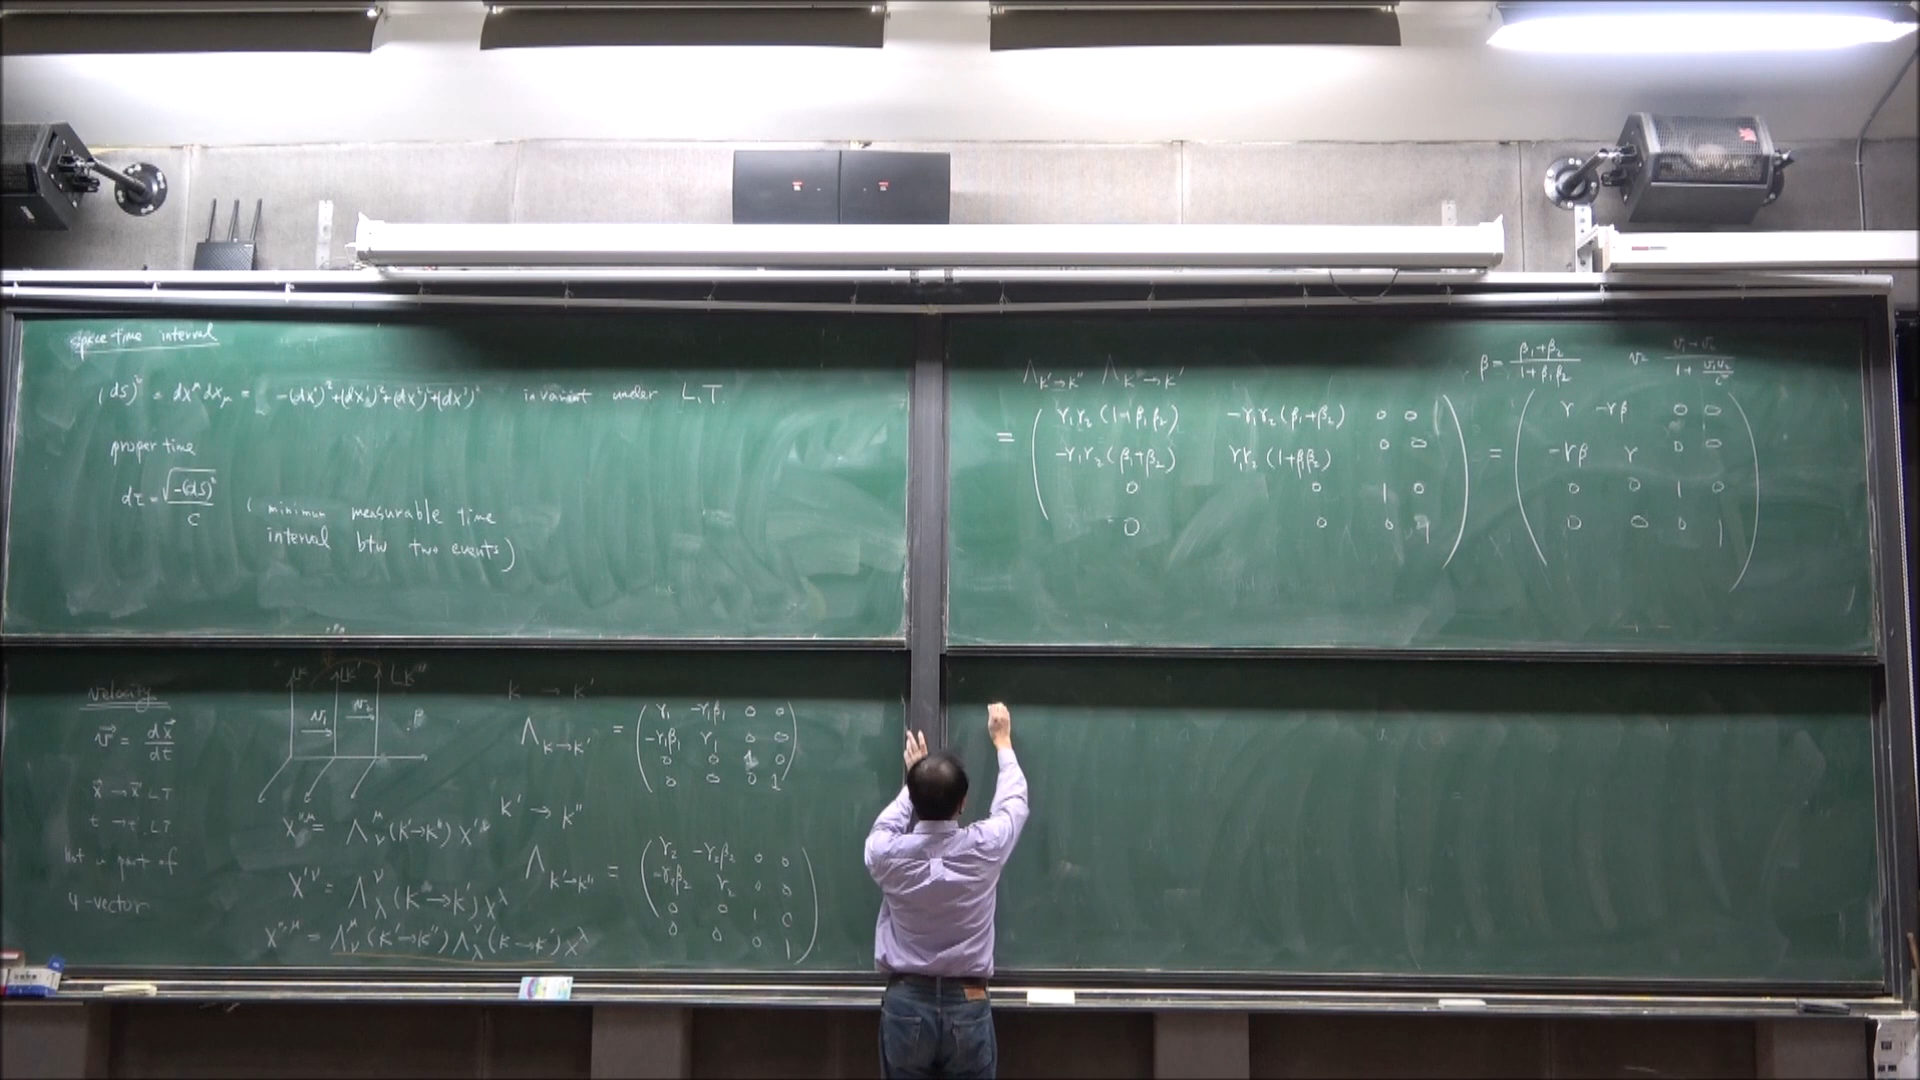 space-time interval
(ds)² = dx^μ dx_μ = -(dx⁰)²+(dx¹)²+(dx²)²+(dx³)² invariant under L.T.
proper time
dτ = √(-(ds)²) / c
( minimum measurable time
interval btw two events)
Λ_{K'→K''} Λ_{K→K'}
β = (β₁+β₂)/(1+β₁β₂)
= ( γ₁γ₂(1+β₁β₂) -γ₁γ₂(β₁+β₂) 0 0 ) = ( γ -γβ 0 0 )
-γ₁γ₂(β₁+β₂) γ₁γ₂(1+β₁β₂) 0 0 -γβ γ 0 0
0 0 1 0 0 0 1 0
0 0 0 1 0 0 0 1
velocity
v⃗ = dx⃗/dt
x⃗ → x⃗' LT
t → t' LT
Not a part of
4-vector
K K' K''
v₁ v₂ P
x''^μ = Λ^μ_ν (K'→K'') x'^ν
x'^ν = Λ^ν_λ (K→K') x^λ
x''^μ = Λ^μ_ν (K'→K'') Λ^ν_λ (K→K') x^λ
K → K'
Λ_{K→K'} = ( γ₁ -γ₁β₁ 0 0 )
-γ₁β₁ γ₁ 0 0
0 0 1 0
0 0 0 1
K' → K''
Λ_{K'→K''} = ( γ₂ -γ₂β₂ 0 0 )
-γ₂β₂ γ₂ 0 0
0 0 1 0
0 0 0 1